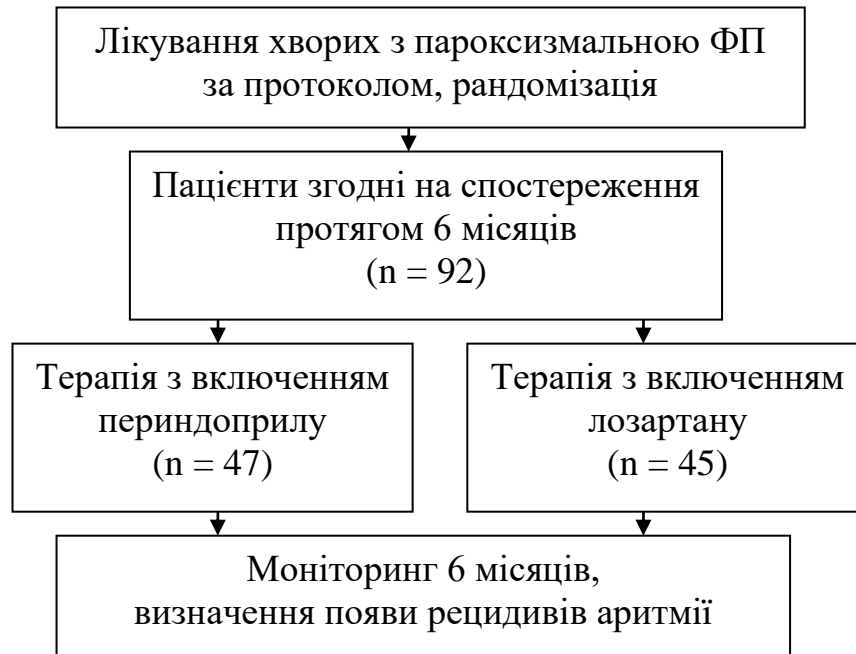 Лікування хворих з пароксизмальною ФП
за протоколом, рандомізація
Пацієнти згодні на спостереження
протягом 6 місяців
(n = 92)
Терапія з включенням
периндоприлу
(n = 47)
Терапія з включенням
лозартану
(n = 45)
Моніторинг 6 місяців,
визначення появи рецидивів аритмії